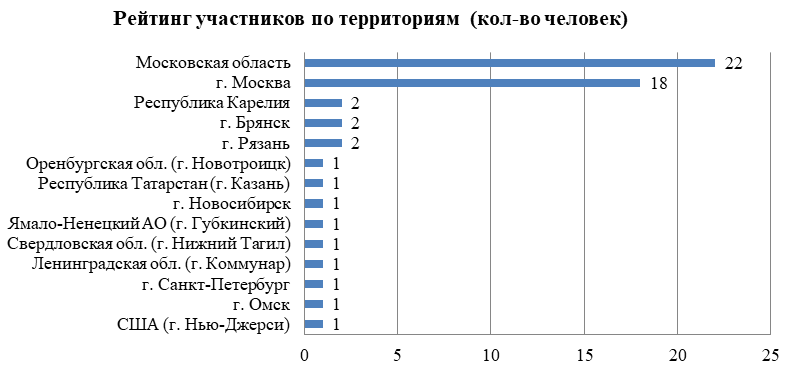 Рейтинг участников по территориям (кол-во человек)
Московская область 22
г. Москва 18
Республика Карелия 2
г. Брянск 2
г. Рязань 2
Оренбургская обл. (г. Новотроицк) 1
Республика Татарстан (г. Казань) 1
г. Новосибирск 1
Ямало-Ненецкий АО (г. Губкинский) 1
Свердловская обл. (г. Нижний Тагил) 1
Ленинградская обл. (г. Коммунар) 1
г. Санкт-Петербург 1
г. Омск 1
США (г. Нью-Джерси) 1
0 5 10 15 20 25